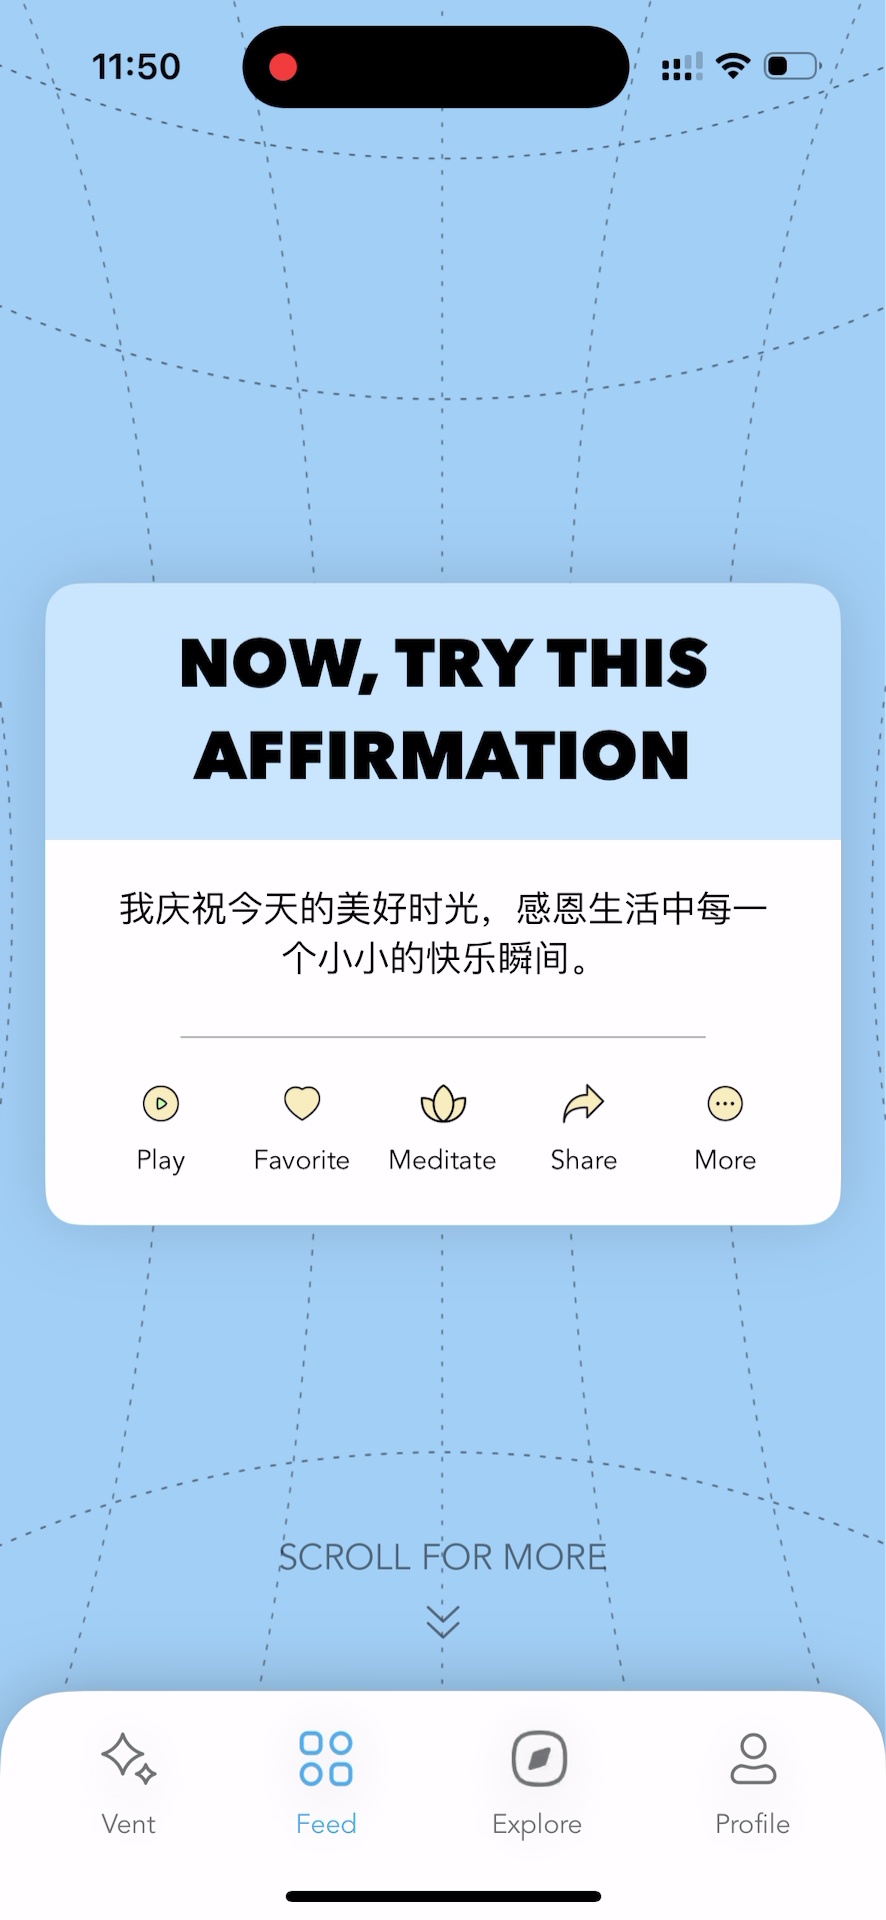 11:50
NOW, TRY THIS
AFFIRMATION
我庆祝今天的美好时光，感恩生活中每一
个小小的快乐瞬间。
Play Favorite Meditate Share More
SCROLL FOR MORE
Vent Feed Explore Profile